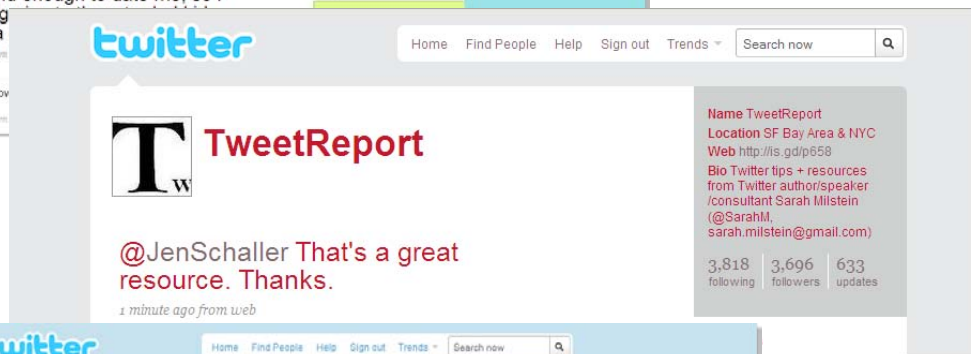 twitter
Home Find People Help Sign out Trends Search now
Tw
TweetReport
@JenSchaller That's a great
resource. Thanks.
1 minute ago from web
Name TweetReport
Location SF Bay Area & NYC
Web http://is.gd/p658
Bio Twitter tips + resources
from Twitter author/speaker
/consultant Sarah Milstein
(@SarahM,
sarah.milstein@gmail.com)
3,818 3,696 633
following followers updates
Home Find People Help Sign out Trends Search now